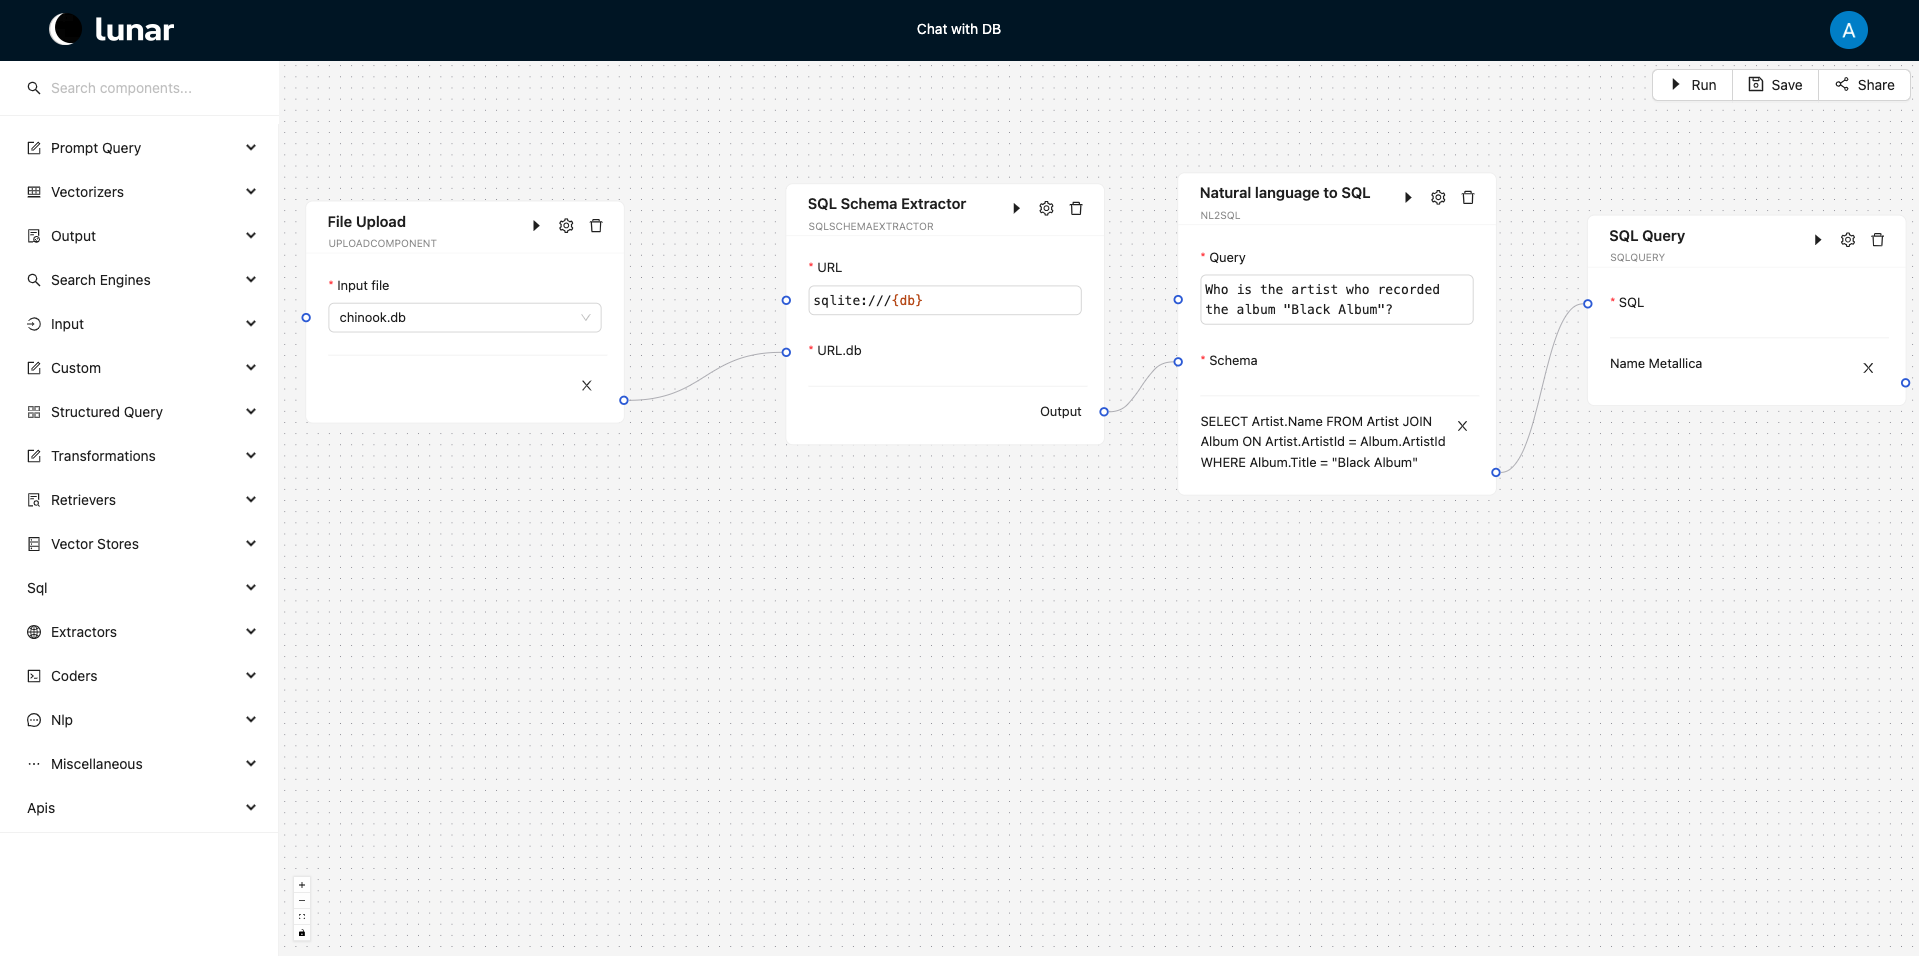 lunar
Chat with DB
A
Search components...
Run
Save
Share
Prompt Query
Vectorizers
Output
Search Engines
Input
Custom
Structured Query
Transformations
Retrievers
Vector Stores
Sql
Extractors
Coders
Nlp
Miscellaneous
Apis
File Upload
UPLOADCOMPONENT
* Input file
chinook.db
SQL Schema Extractor
SQLSCHEMAEXTRACTOR
* URL
sqlite:///{db}
* URL.db
Output
Natural language to SQL
NL2SQL
* Query
Who is the artist who recorded
the album "Black Album"?
* Schema
SELECT Artist.Name FROM Artist JOIN
Album ON Artist.ArtistId = Album.ArtistId
WHERE Album.Title = "Black Album"
SQL Query
SQLQUERY
* SQL
Name Metallica